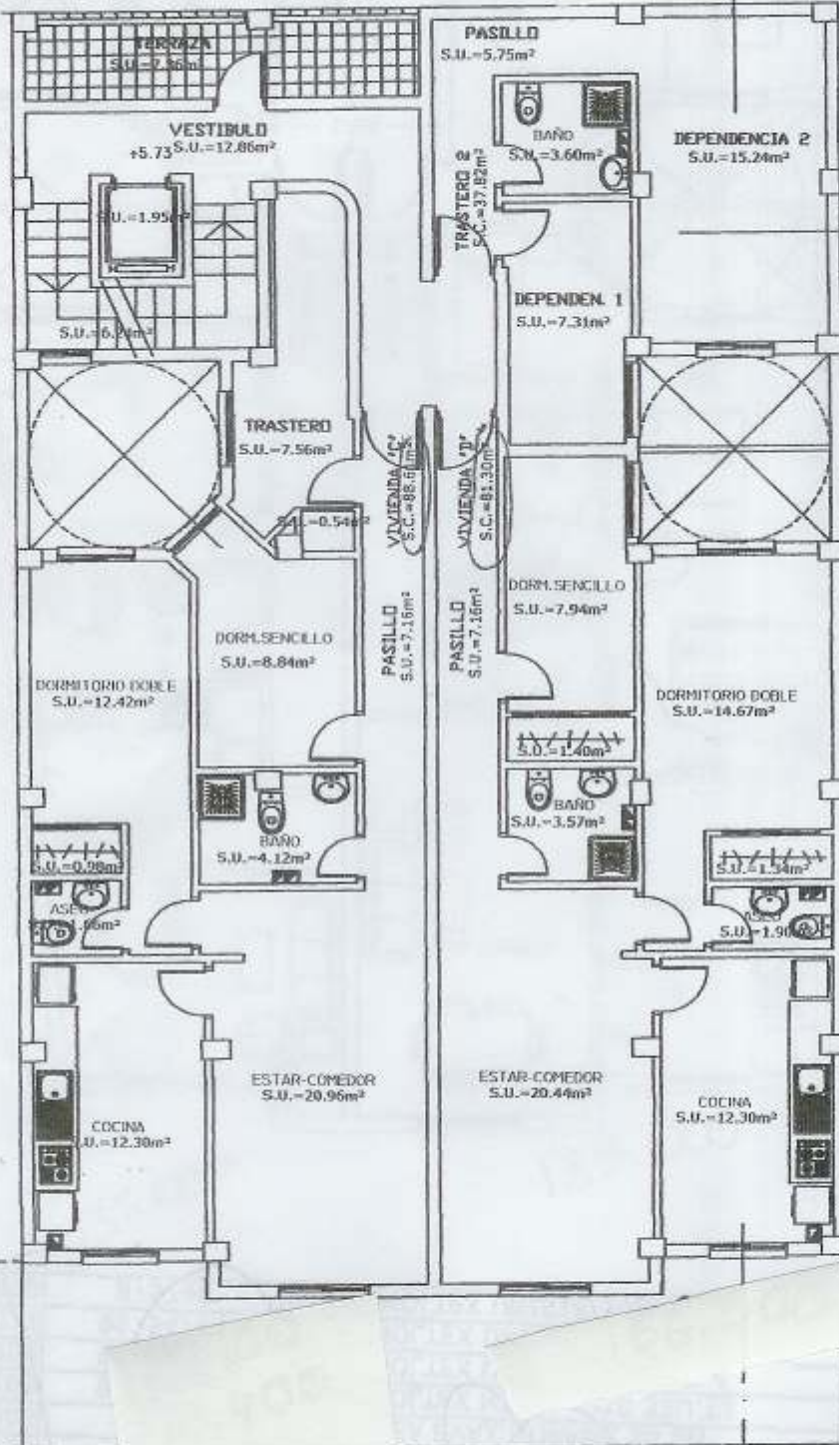 TERRAZA
S.U.=7.36m²
PASILLO
S.U.=5.75m²
VESTIBULO
+5.73 S.U.=12.86m²
BAÑO
S.U.=3.60m²
DEPENDENCIA 2
S.U.=15.24m²
TRASTERO 2
S.C.=37.82m²
S.U.=1.95m²
DEPENDEN. 1
S.U.=7.31m²
TRASTERO
S.U.=7.56m²
S.U.=0.54m²
VIVIENDA "C"
VIVIENDA "D"
S.C.=81.30m²
DORM.SENCILLO
S.U.=8.84m²
DORM.SENCILLO
S.U.=7.94m²
PASILLO
S.U.=7.16m²
PASILLO
S.U.=7.16m²
DORMITORIO DOBLE
S.U.=12.42m²
DORMITORIO DOBLE
S.U.=14.67m²
S.U.=1.40m²
BAÑO
S.U.=4.12m²
BAÑO
S.U.=3.57m²
S.U.=0.98m²
S.U.=1.34m²
ASEO
ASEO
ESTAR-COMEDOR
S.U.=20.96m²
ESTAR-COMEDOR
S.U.=20.44m²
COCINA
S.U.=12.30m²
COCINA
S.U.=12.30m²